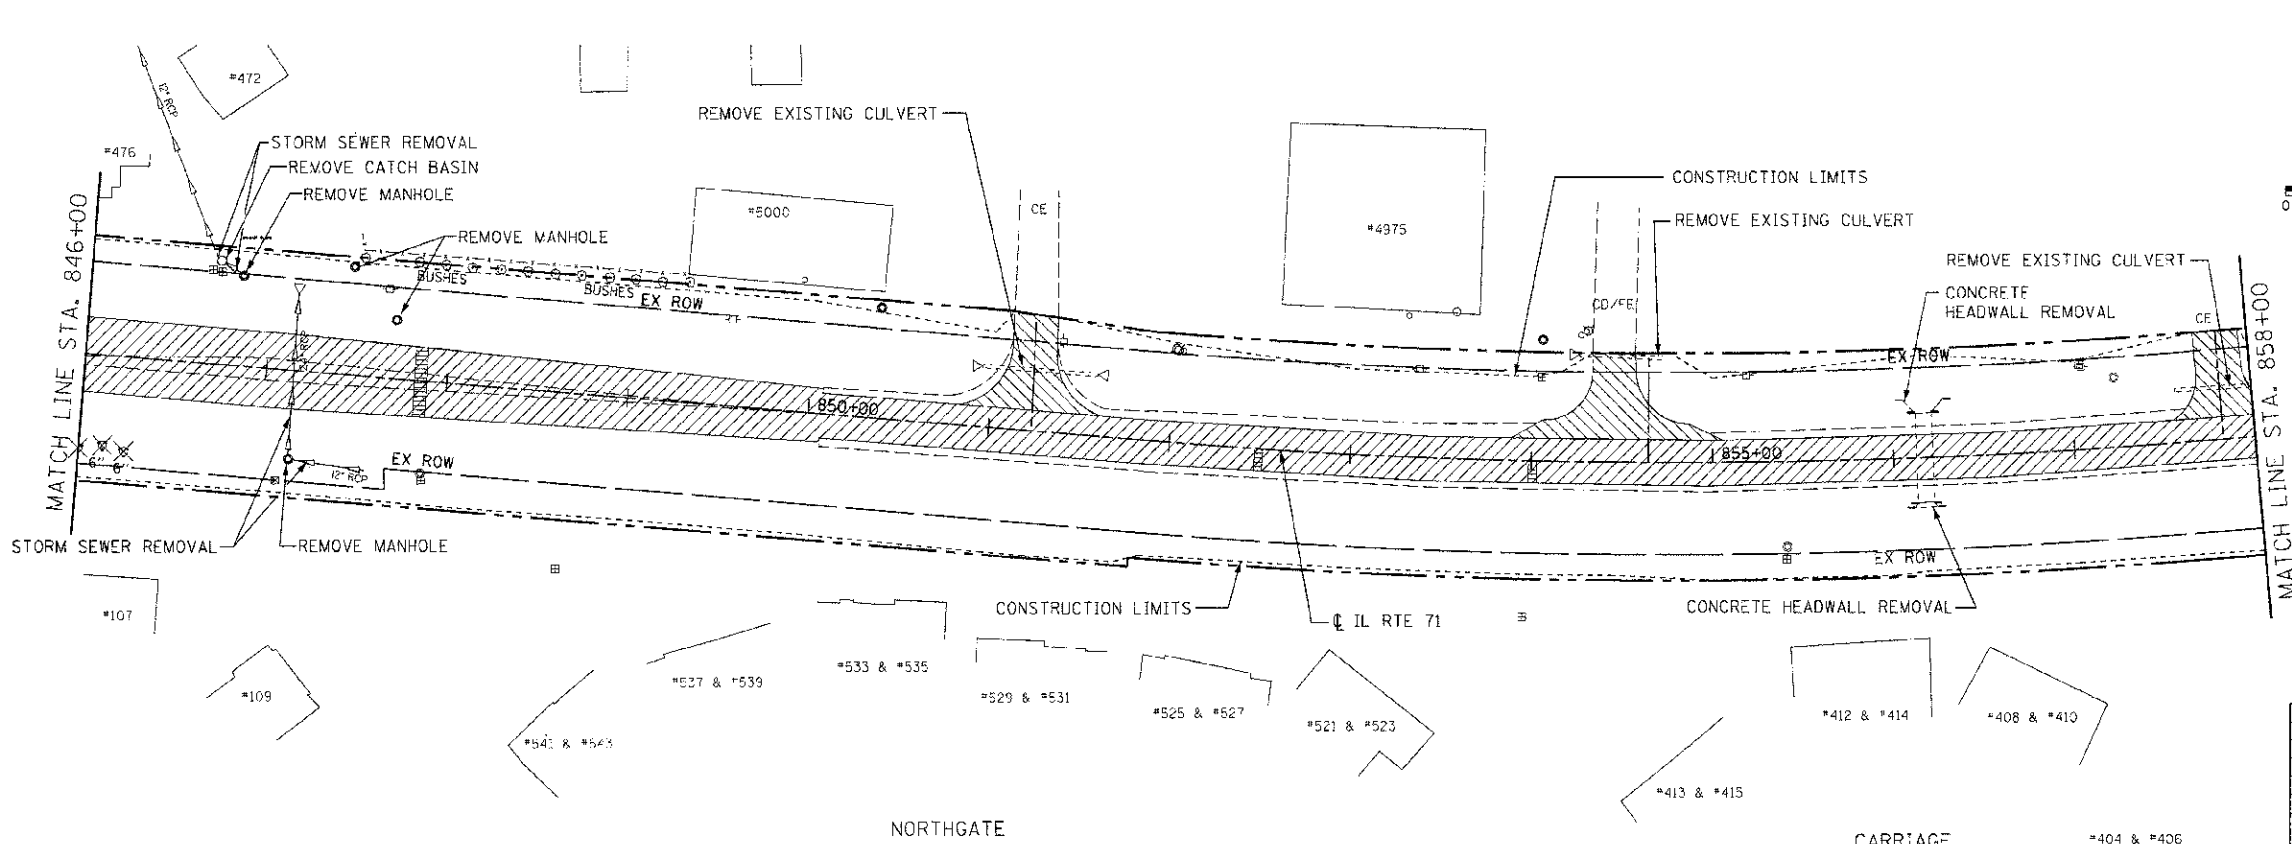 #472
12" RCP
REMOVE EXISTING CULVERT
STORM SEWER REMOVAL
#476
REMOVE CATCH BASIN
REMOVE MANHOLE
CONSTRUCTION LIMITS
#5000
CE
REMOVE EXISTING CULVERT
#4975
REMOVE MANHOLE
MATCH LINE STA. 846+00
REMOVE EXISTING CULVERT
BUSHES
BUSHES
EX ROW
CONCRETE
HEADWALL REMOVAL
CE
EX ROW
MATCH LINE STA. 858+00
850+00
855+00
6" 6"
EX ROW
12" RCP
STORM SEWER REMOVAL
REMOVE MANHOLE
EX ROW
#107
CONSTRUCTION LIMITS
CONCRETE HEADWALL REMOVAL
℄ IL RTE 71
#533 & #535
#537 & #539
#109
#529 & #531
#525 & #527
#521 & #523
#412 & #414
#408 & #410
#541 & #543
#413 & #415
NORTHGATE
CARRIAGE
#404 & #406